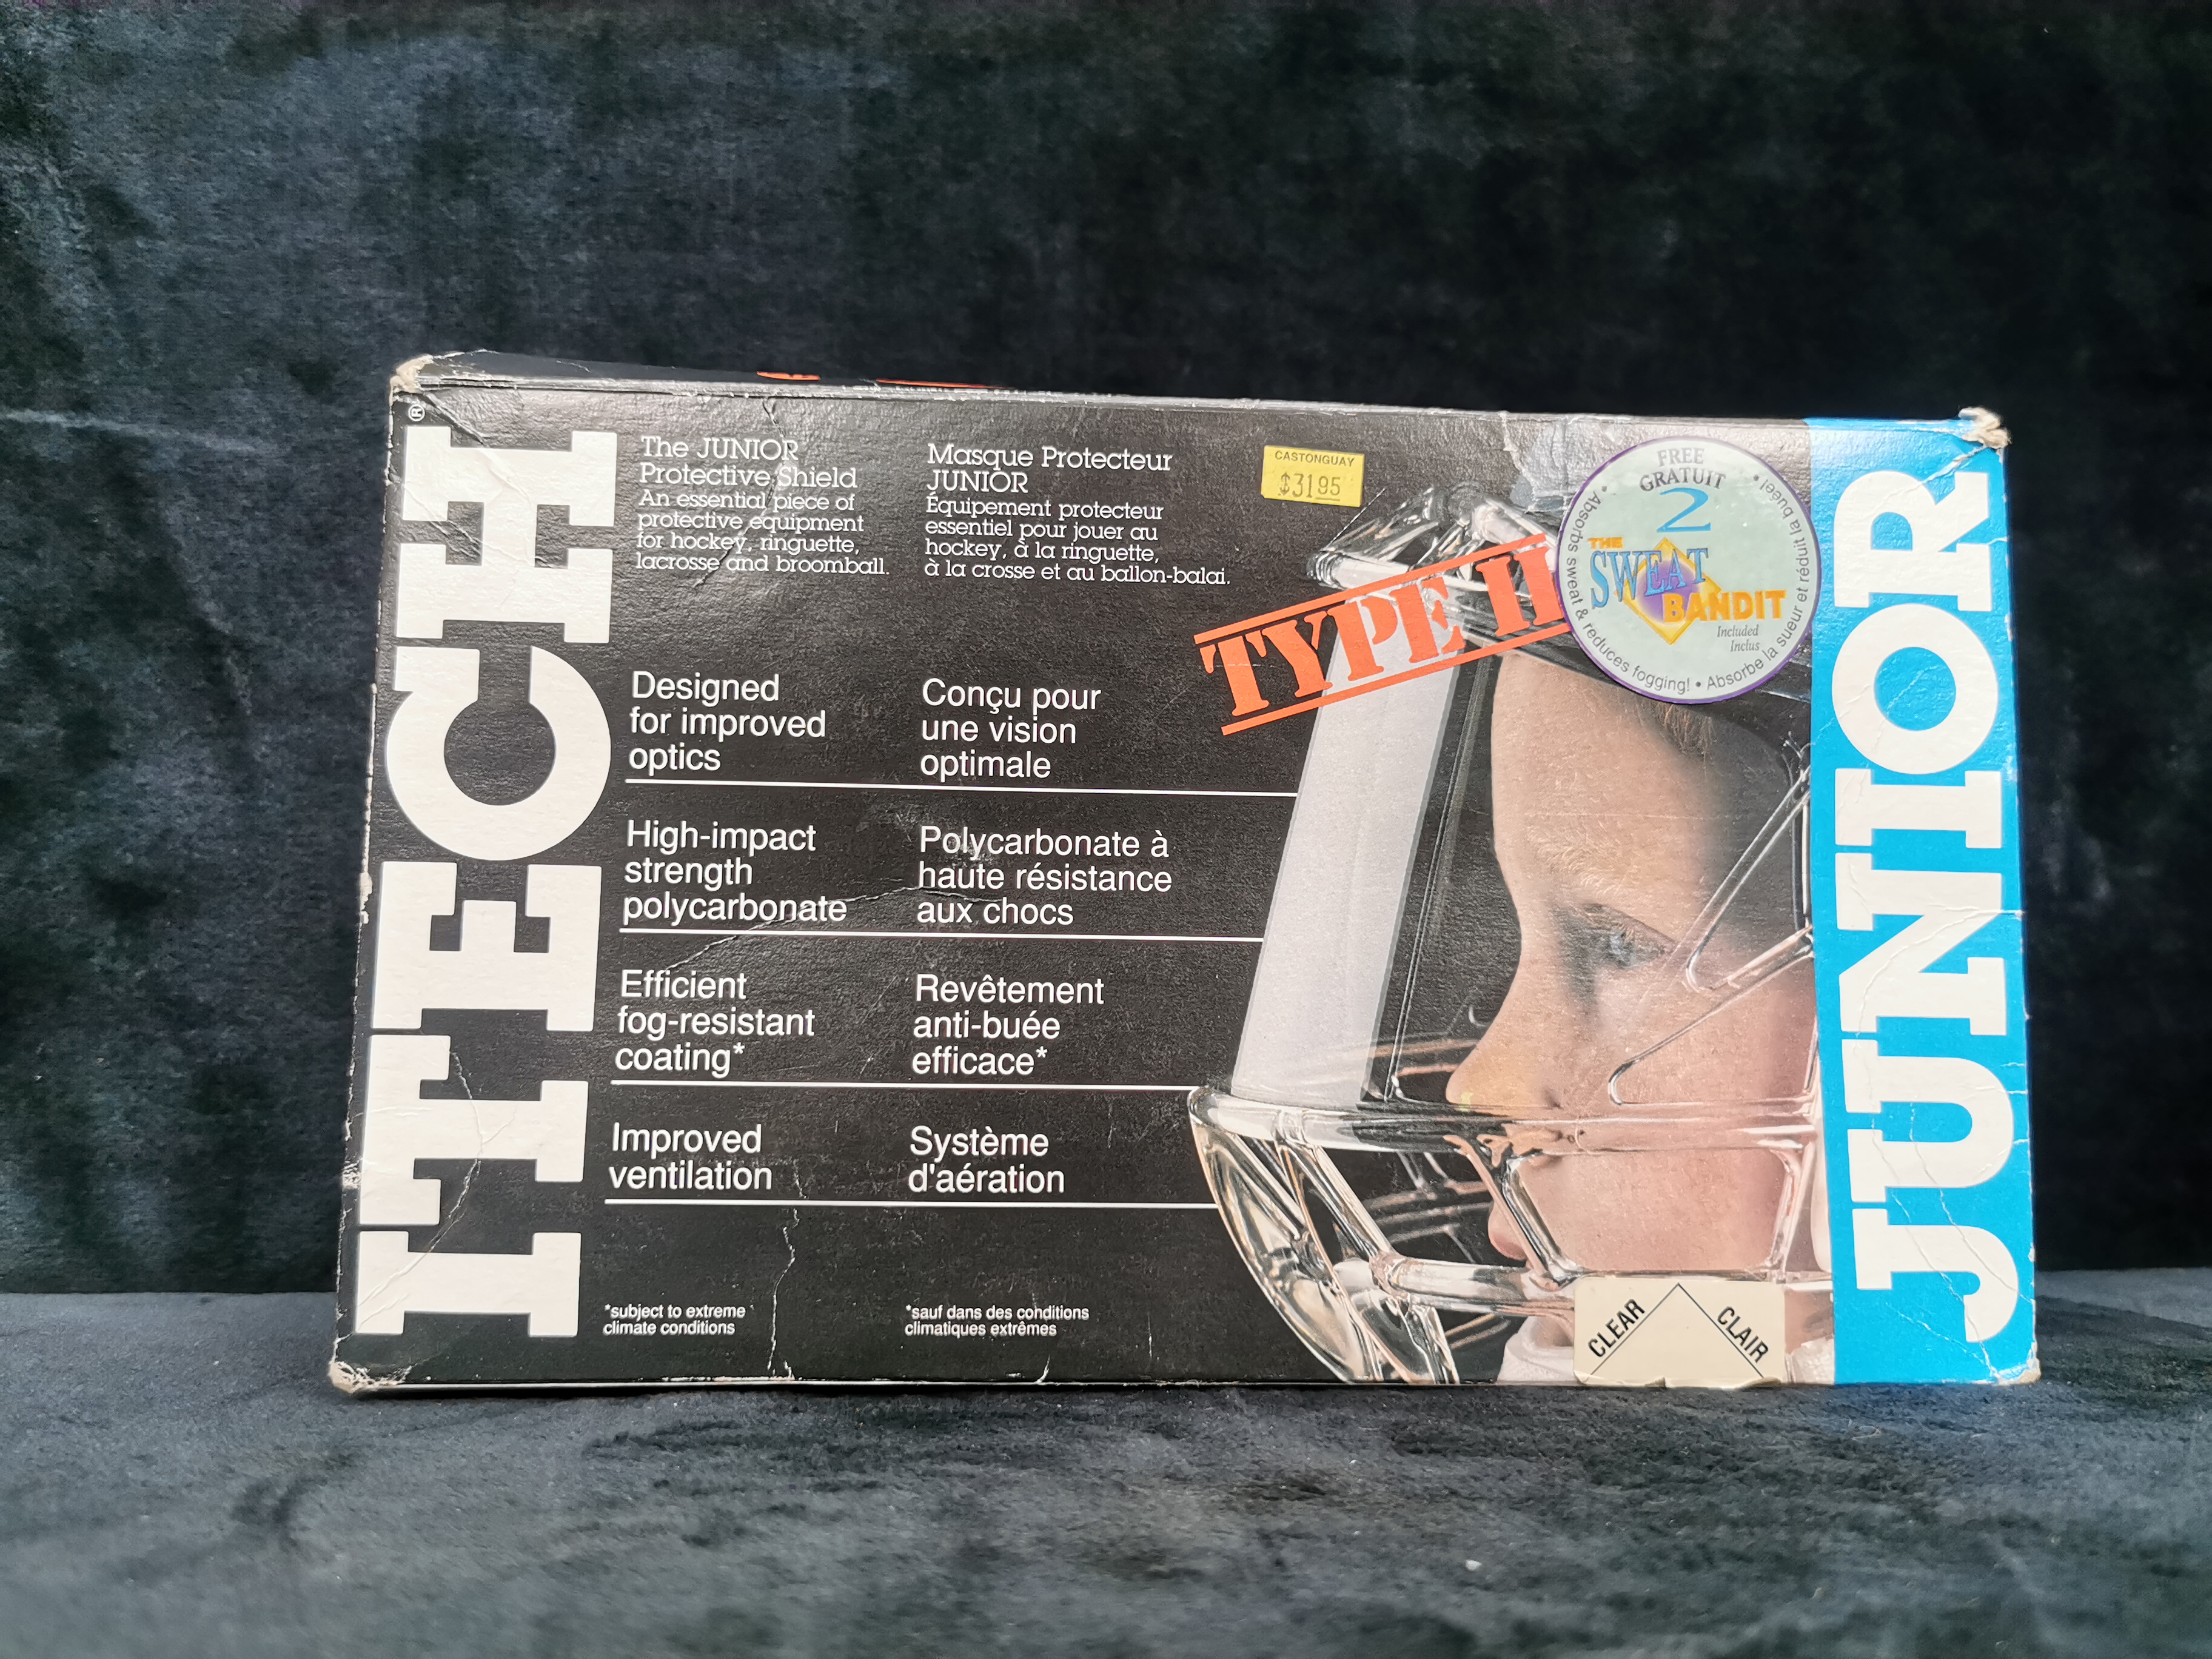 ITECH®
The JUNIOR
Protective Shield
An essential piece of
protective equipment
for hockey, ringuette,
lacrosse and broomball.
Masque Protecteur
JUNIOR
Équipement protecteur
essentiel pour jouer au
hockey, à la ringuette,
à la crosse et au ballon-balai.
CASTONGUAY
$31.95
TYPE II
FREE
GRATUIT
2
THE
SWEAT
BANDIT
Included
Inclus
• Absorbs sweat & reduces fogging! • Absorbe la sueur et réduit la buée!
Designed
for improved
optics
Conçu pour
une vision
optimale
High-impact
strength
polycarbonate
Polycarbonate à
haute résistance
aux chocs
Efficient
fog-resistant
coating*
Revêtement
anti-buée
efficace*
Improved
ventilation
Système
d'aération
*subject to extreme
climate conditions
*sauf dans des conditions
climatiques extrêmes
CLEAR
CLAIR
JUNIOR